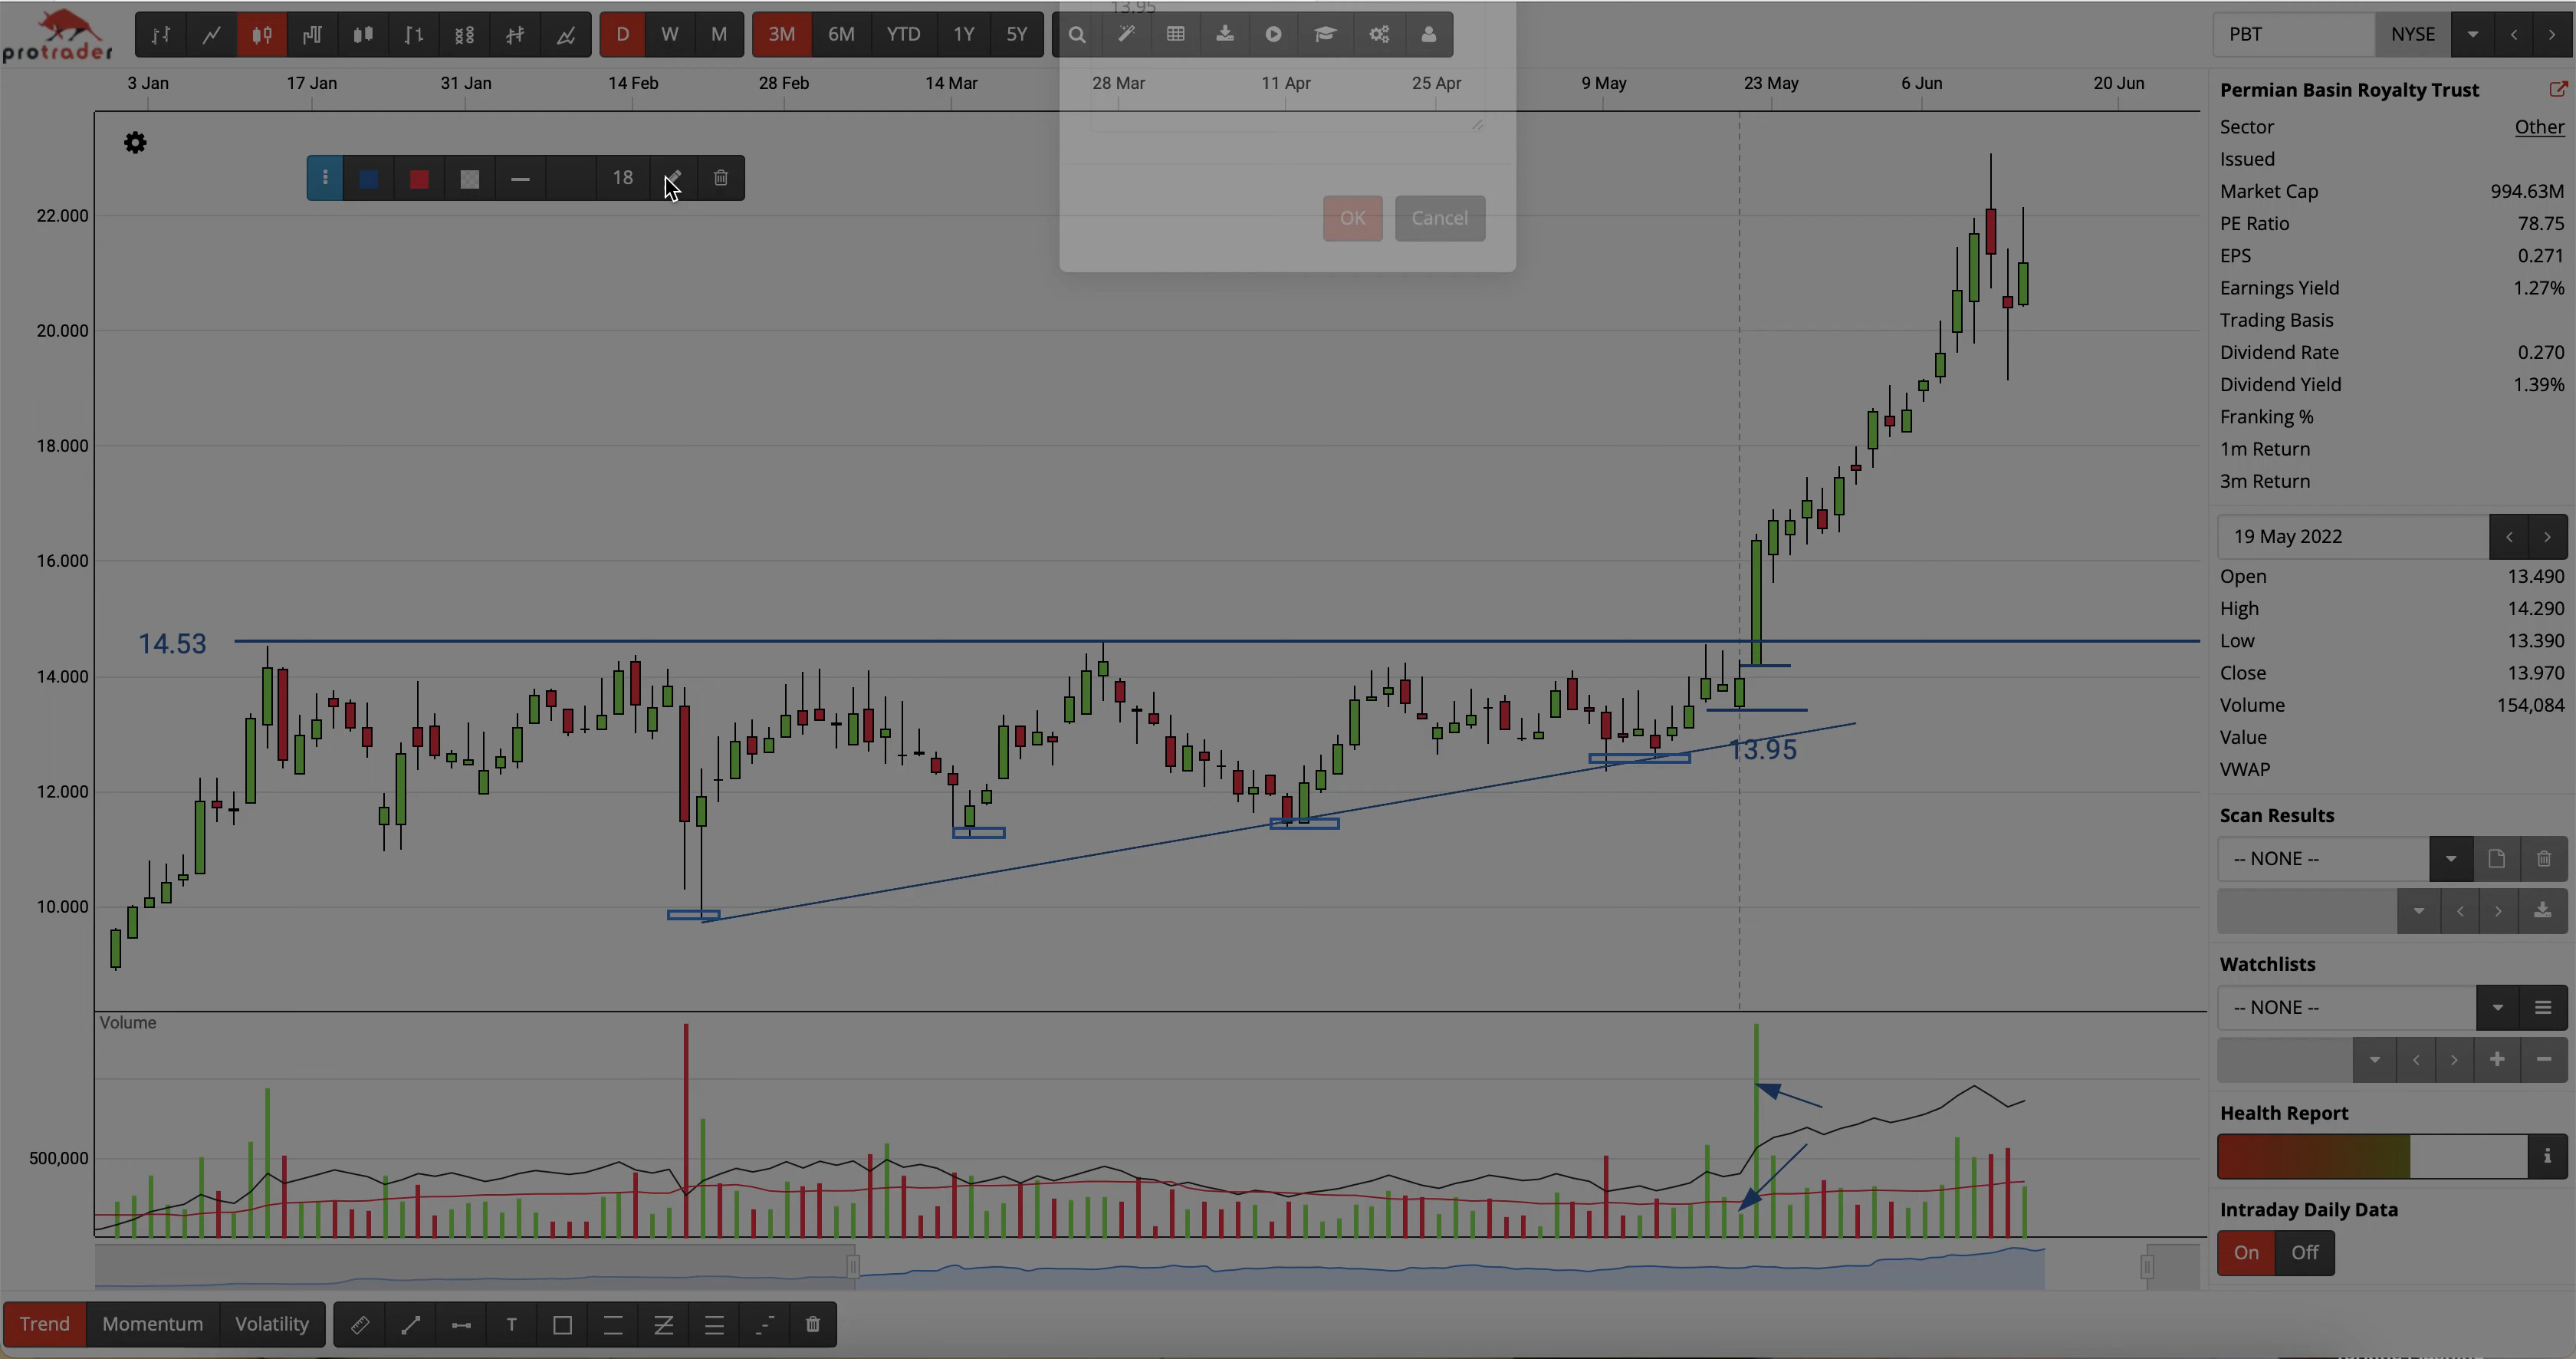 13.95
protrader
D W M
3M 6M YTD 1Y 5Y
PBT NYSE
3 Jan 17 Jan 31 Jan 14 Feb 28 Feb 14 Mar 28 Mar 11 Apr 25 Apr 9 May 23 May 6 Jun 20 Jun
18
OK Cancel
22.000
20.000
18.000
16.000
14.000
12.000
10.000
14.53
13.95
Volume
500,000
Trend Momentum Volatility T
Permian Basin Royalty Trust
Sector Other
Issued
Market Cap 994.63M
PE Ratio 78.75
EPS 0.271
Earnings Yield 1.27%
Trading Basis
Dividend Rate 0.270
Dividend Yield 1.39%
Franking %
1m Return
3m Return
19 May 2022
Open 13.490
High 14.290
Low 13.390
Close 13.970
Volume 154,084
Value
VWAP
Scan Results
-- NONE --
Watchlists
-- NONE --
Health Report
Intraday Daily Data
On Off